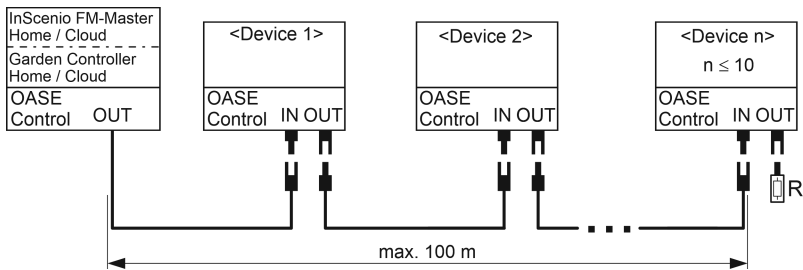 InScenio FM-Master
Home / Cloud
Garden Controller
Home / Cloud
OASE
Control OUT
<Device 1>
OASE
Control IN OUT
<Device 2>
OASE
Control IN OUT
<Device n>
n ≤ 10
OASE
Control IN OUT
R
max. 100 m